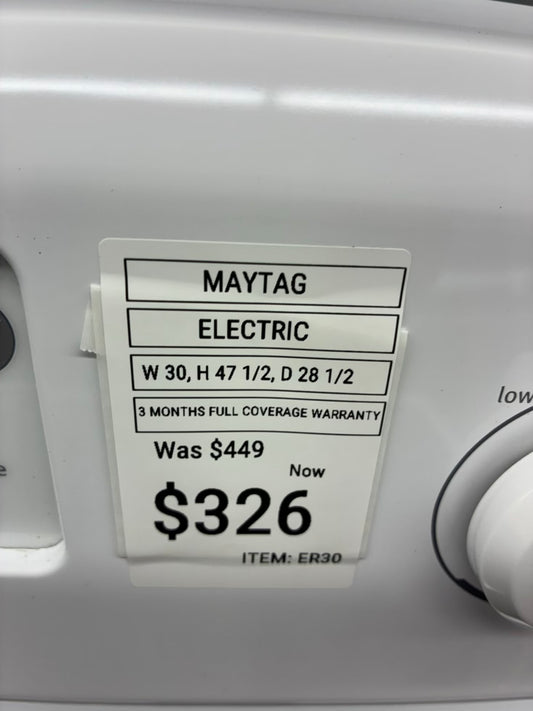 MAYTAG
ELECTRIC
W 30, H 47 1/2, D 28 1/2
3 MONTHS FULL COVERAGE WARRANTY
Was $449
Now
$326
ITEM: ER30
low
e